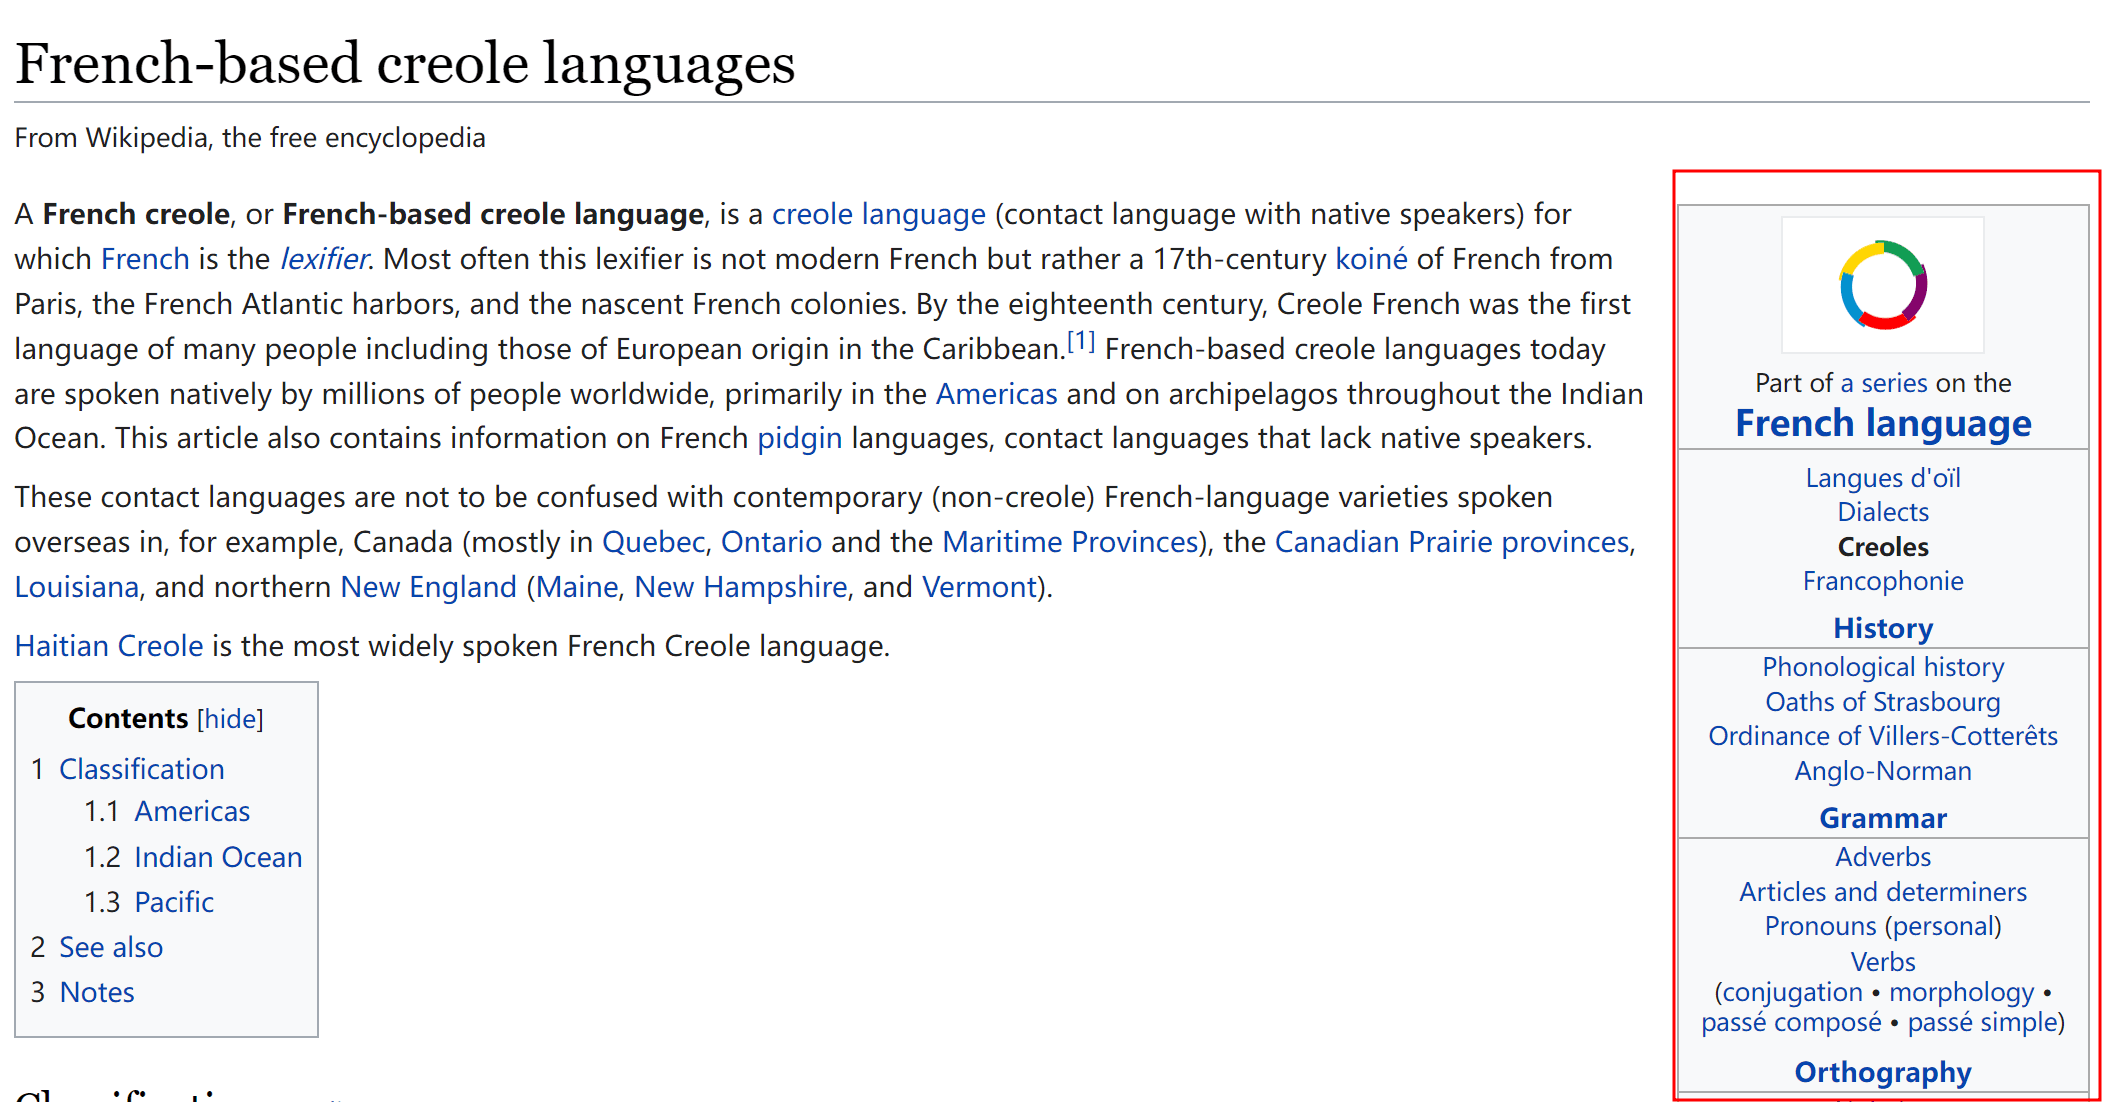 French-based creole languages
From Wikipedia, the free encyclopedia
A French creole, or French-based creole language, is a creole language (contact language with native speakers) for
which French is the lexifier. Most often this lexifier is not modern French but rather a 17th-century koiné of French from
Paris, the French Atlantic harbors, and the nascent French colonies. By the eighteenth century, Creole French was the first
language of many people including those of European origin in the Caribbean.[1] French-based creole languages today
are spoken natively by millions of people worldwide, primarily in the Americas and on archipelagos throughout the Indian
Ocean. This article also contains information on French pidgin languages, contact languages that lack native speakers.
These contact languages are not to be confused with contemporary (non-creole) French-language varieties spoken
overseas in, for example, Canada (mostly in Quebec, Ontario and the Maritime Provinces), the Canadian Prairie provinces,
Louisiana, and northern New England (Maine, New Hampshire, and Vermont).
Haitian Creole is the most widely spoken French Creole language.
Contents [hide]
1 Classification
1.1 Americas
1.2 Indian Ocean
1.3 Pacific
2 See also
3 Notes
Part of a series on the
French language
Langues d'oïl
Dialects
Creoles
Francophonie
History
Phonological history
Oaths of Strasbourg
Ordinance of Villers-Cotterêts
Anglo-Norman
Grammar
Adverbs
Articles and determiners
Pronouns (personal)
Verbs
(conjugation • morphology •
passé composé • passé simple)
Orthography